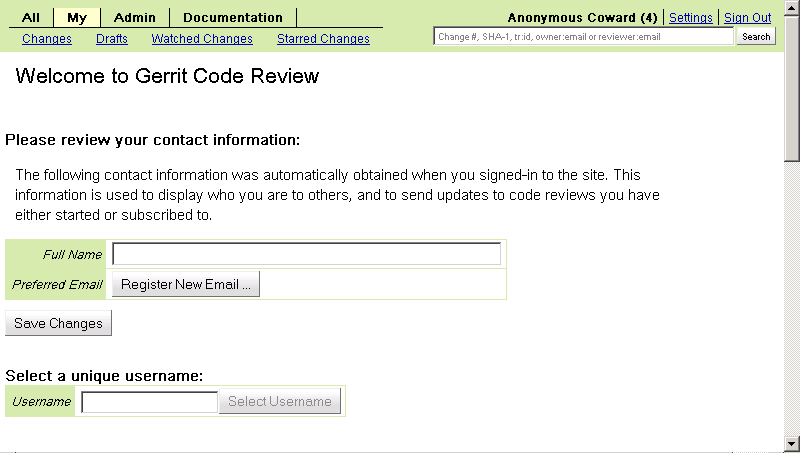 All My Admin Documentation Anonymous Coward (4) Settings Sign Out
Changes Drafts Watched Changes Starred Changes Change #, SHA-1, tr:id, owner:email or reviewer:email Search
Welcome to Gerrit Code Review
Please review your contact information:
The following contact information was automatically obtained when you signed-in to the site. This
information is used to display who you are to others, and to send updates to code reviews you have
either started or subscribed to.
Full Name
Preferred Email Register New Email ...
Save Changes
Select a unique username:
Username Select Username